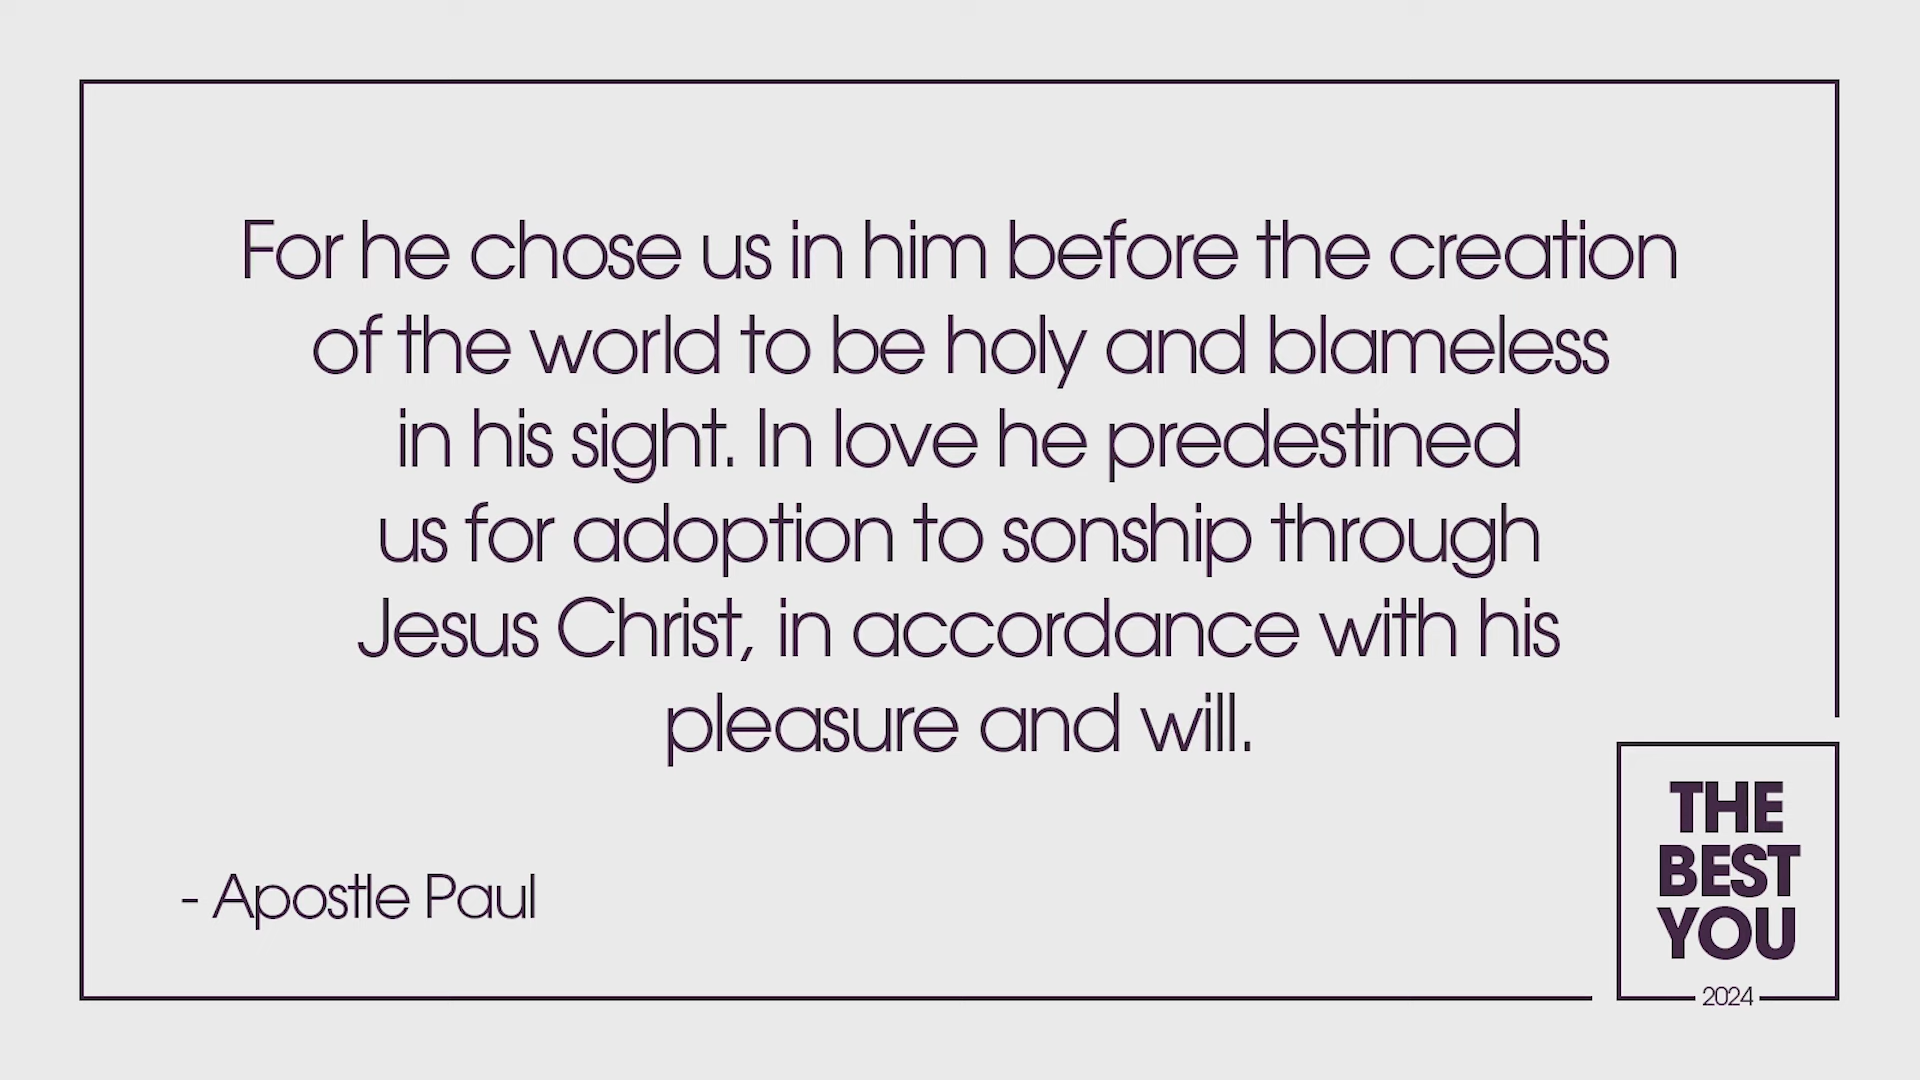 For he chose us in him before the creation
of the world to be holy and blameless
in his sight. In love he predestined
us for adoption to sonship through
Jesus Christ, in accordance with his
pleasure and will.
- Apostle Paul
THE
BEST
YOU
2024